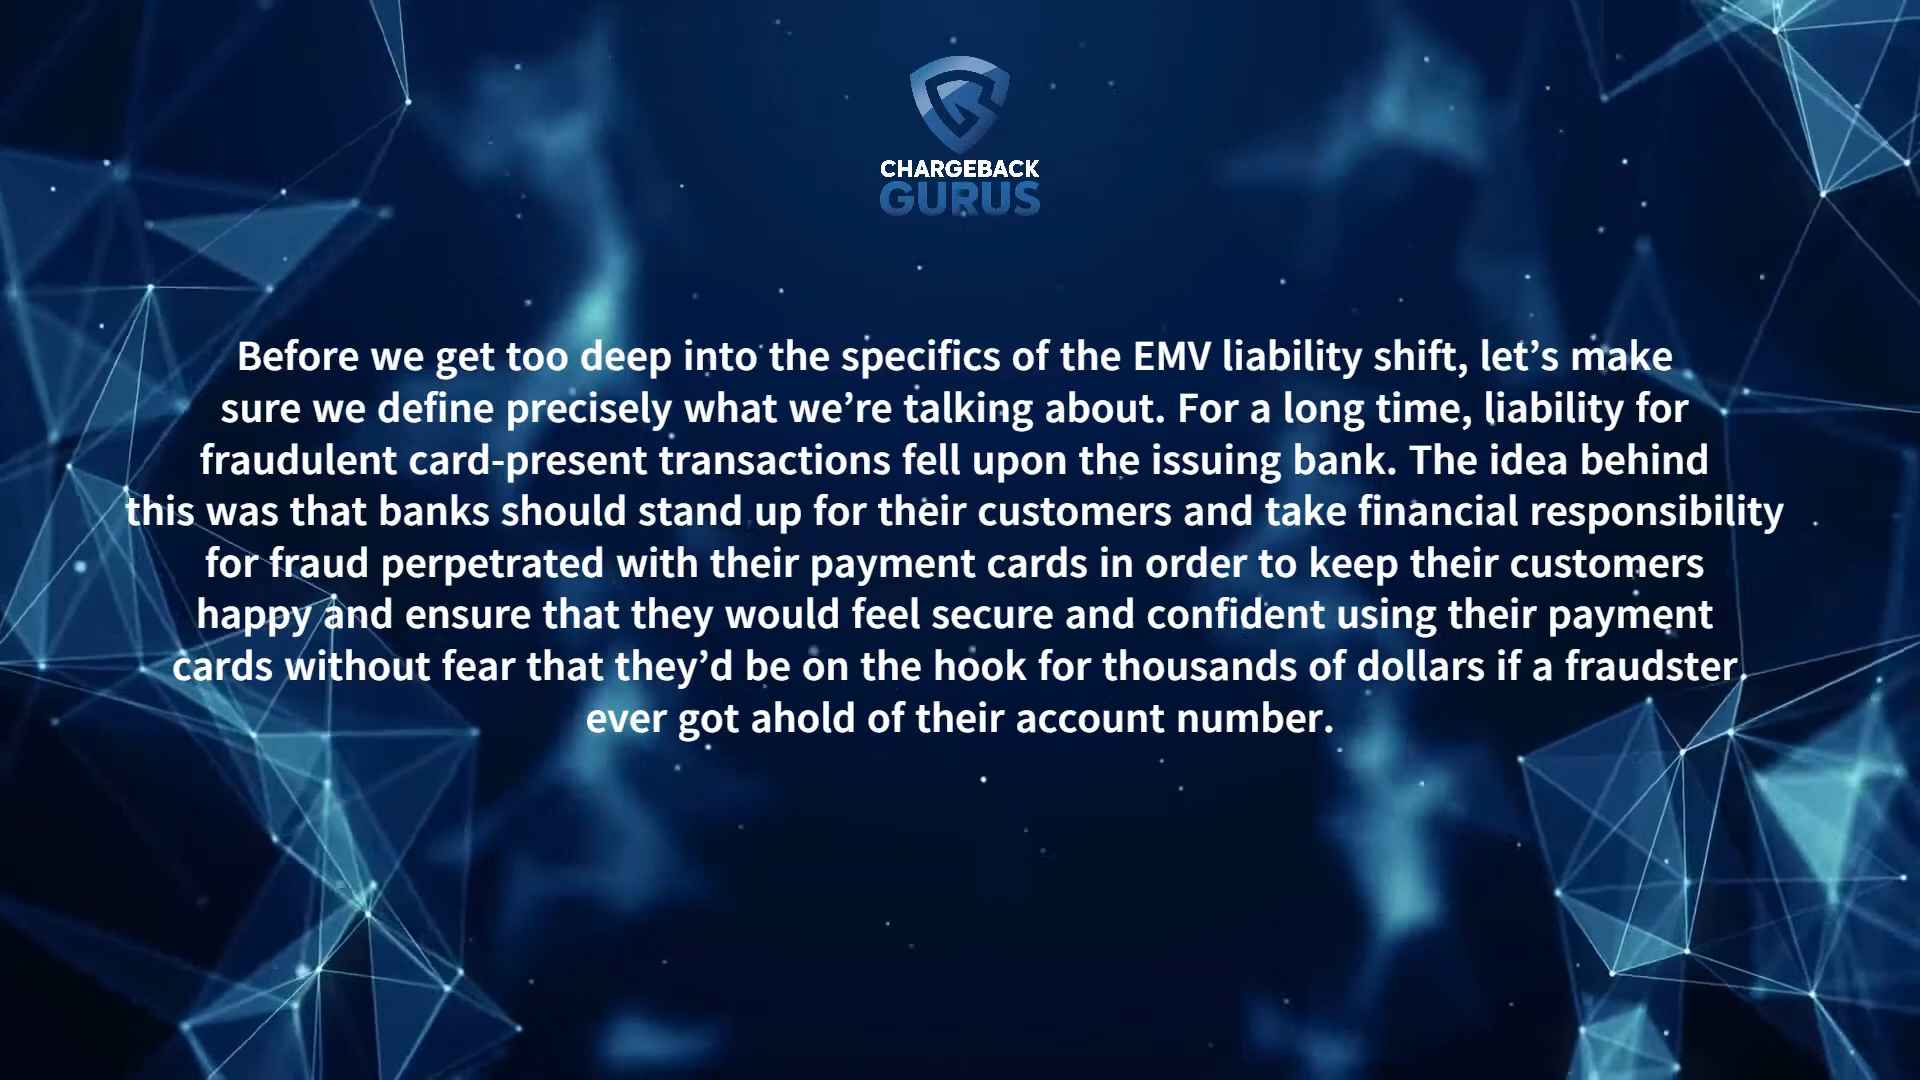 CHARGEBACK
GURUS
Before we get too deep into the specifics of the EMV liability shift, let’s make
sure we define precisely what we’re talking about. For a long time, liability for
fraudulent card-present transactions fell upon the issuing bank. The idea behind
this was that banks should stand up for their customers and take financial responsibility
for fraud perpetrated with their payment cards in order to keep their customers
happy and ensure that they would feel secure and confident using their payment
cards without fear that they’d be on the hook for thousands of dollars if a fraudster
ever got ahold of their account number.